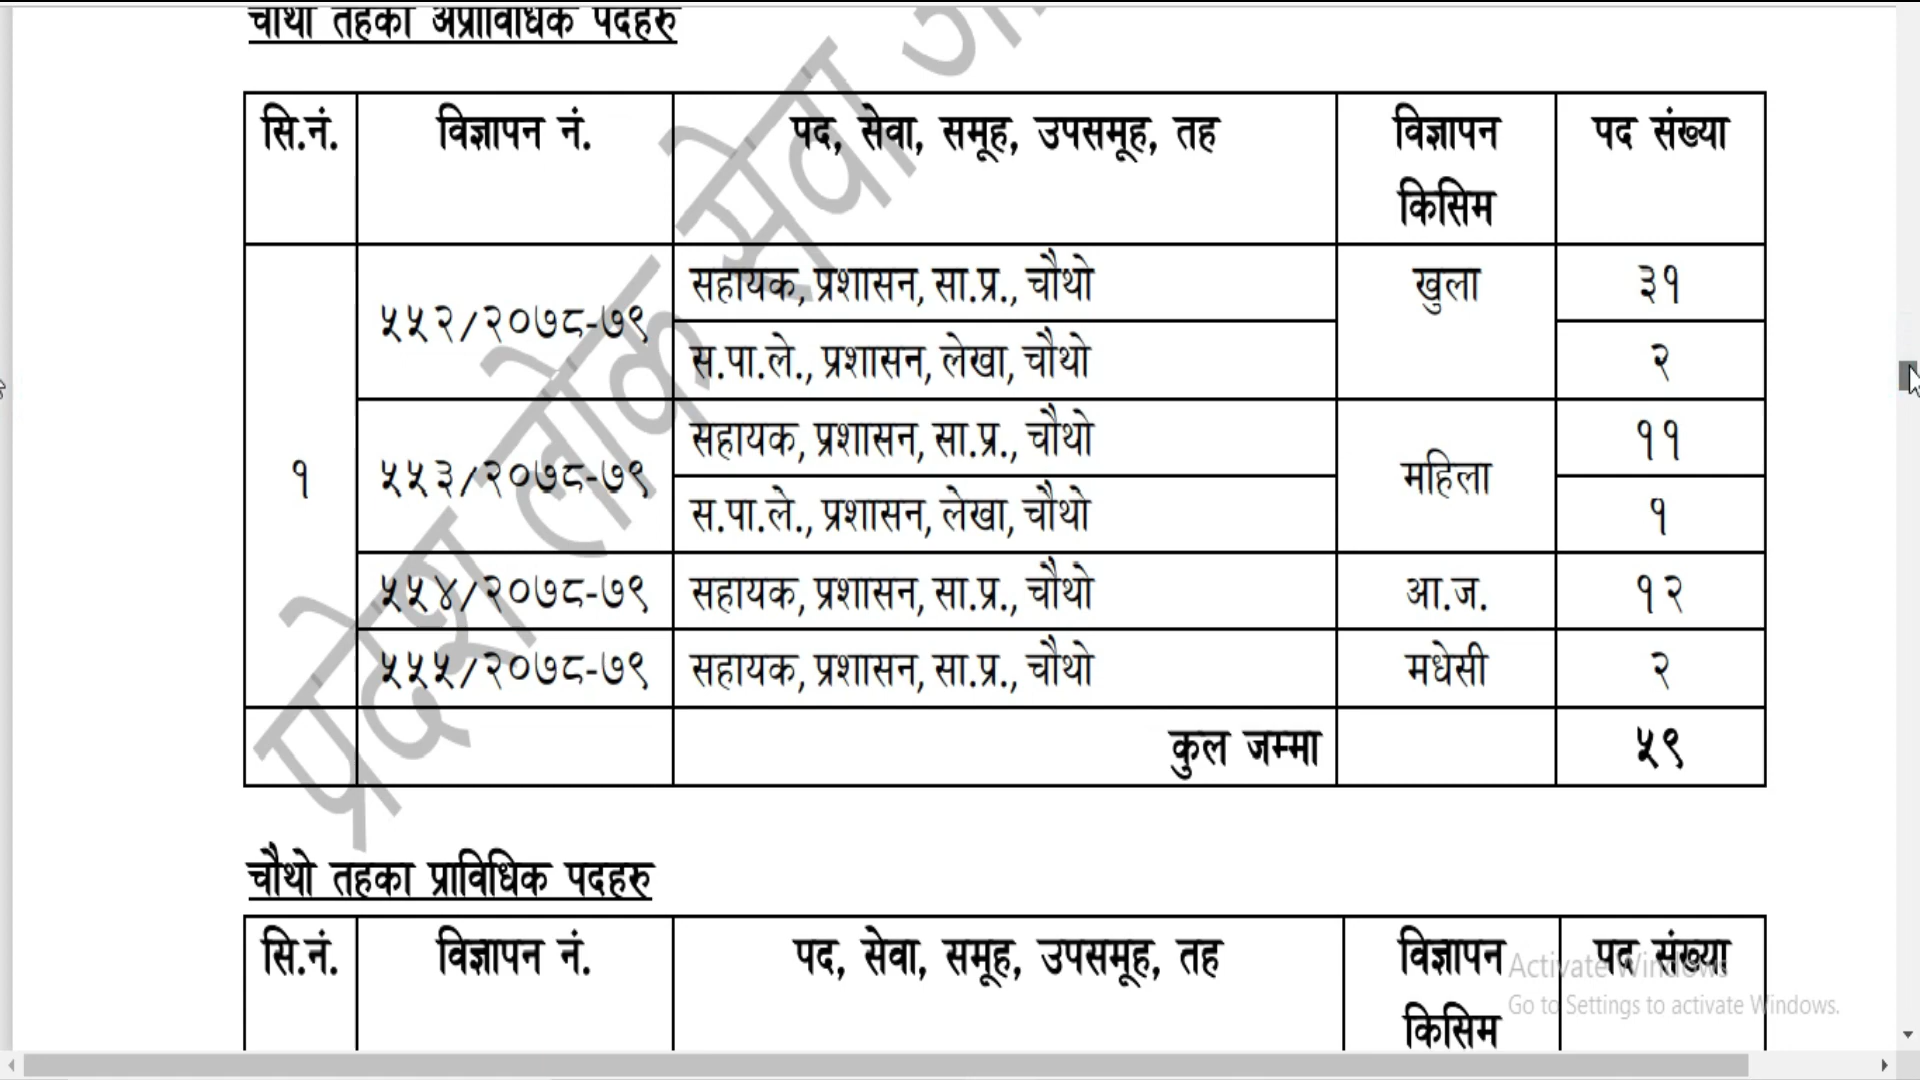 चौथो तहका अप्राविधिक पदहरु
सि.नं. विज्ञापन नं. पद, सेवा, समूह, उपसमूह, तह विज्ञापन किसिम पद संख्या
१ ५५२/२०७८-७९ सहायक, प्रशासन, सा.प्र., चौथो खुला ३१
स.पा.ले., प्रशासन, लेखा, चौथो २
५५३/२०७८-७९ सहायक, प्रशासन, सा.प्र., चौथो महिला ११
स.पा.ले., प्रशासन, लेखा, चौथो १
५५४/२०७८-७९ सहायक, प्रशासन, सा.प्र., चौथो आ.ज. १२
५५५/२०७८-७९ सहायक, प्रशासन, सा.प्र., चौथो मधेसी २
कुल जम्मा ५९
चौथो तहका प्राविधिक पदहरु
सि.नं. विज्ञापन नं. पद, सेवा, समूह, उपसमूह, तह विज्ञापन किसिम पद संख्या
प्रदेश लोक सेवा
Activate Windows
Go to Settings to activate Windows.